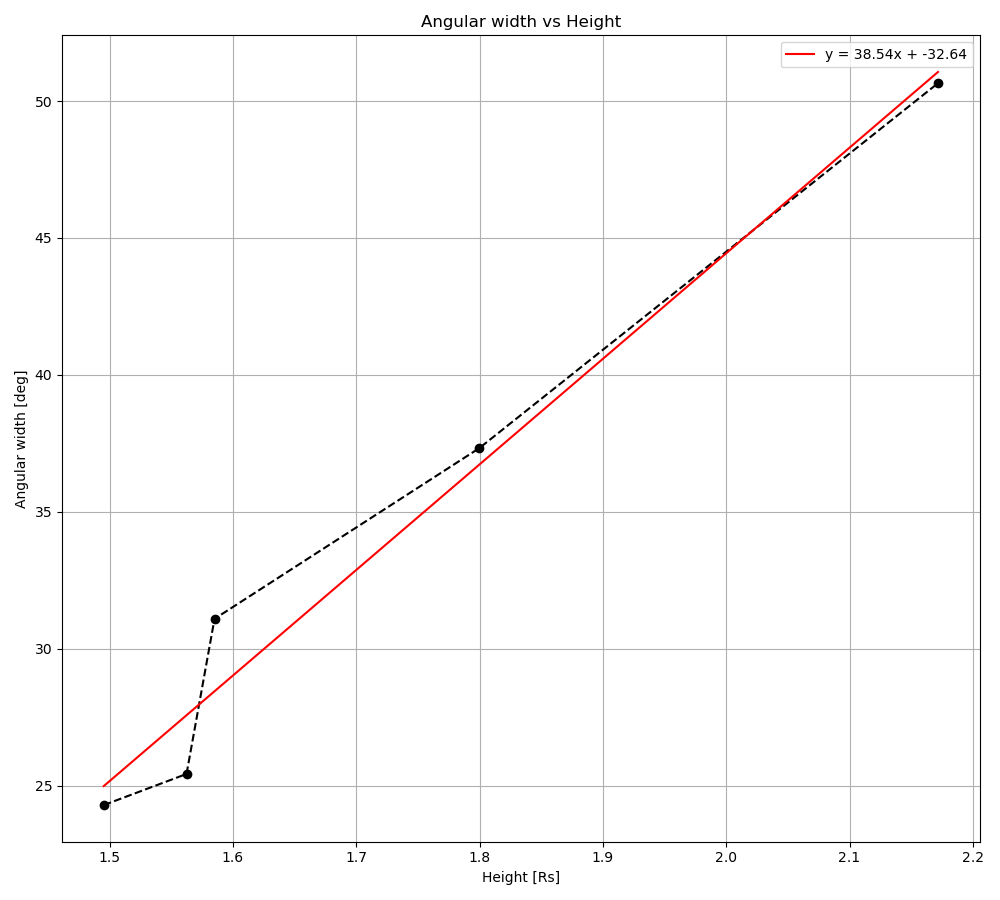 Angular width vs Height
y = 38.54x + -32.64
Angular width [deg]
50
45
40
35
30
25
1.5 1.6 1.7 1.8 1.9 2.0 2.1 2.2
Height [Rs]